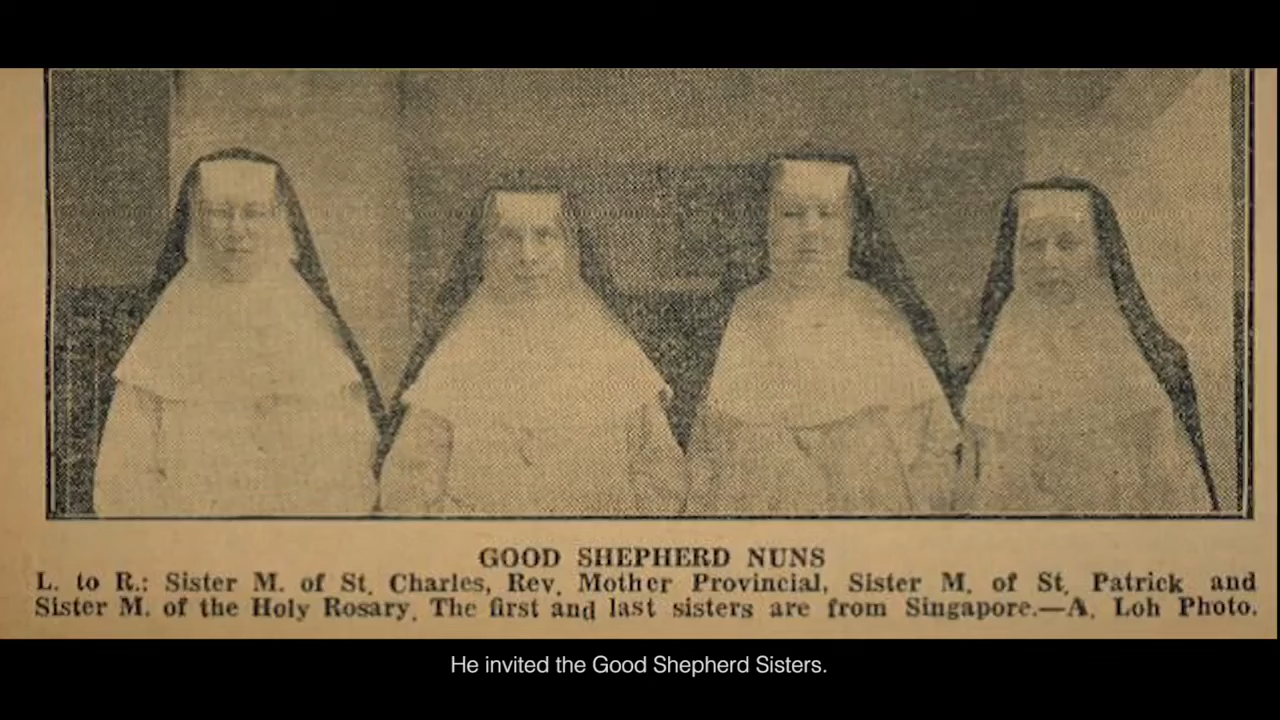 GOOD SHEPHERD NUNS
L. to R.: Sister M. of St. Charles, Rev. Mother Provincial, Sister M. of St. Patrick and
Sister M. of the Holy Rosary. The first and last sisters are from Singapore.—A. Loh Photo.
He invited the Good Shepherd Sisters.